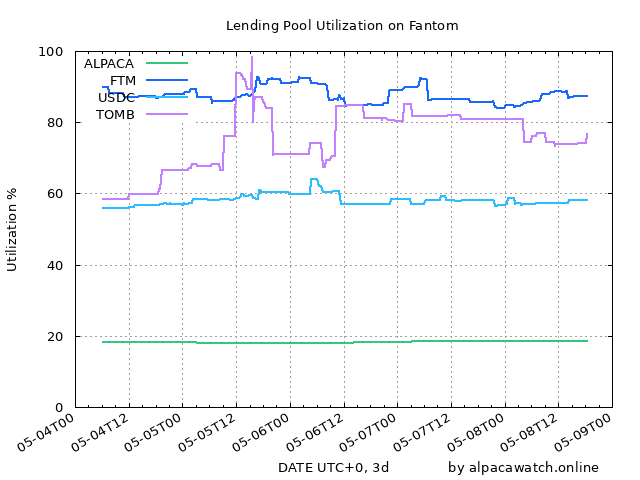 Lending Pool Utilization on Fantom
100
80
60
40
20
0
Utilization %
ALPACA
FTM
USDC
TOMB
05-04T00
05-04T12
05-05T00
05-05T12
05-06T00
05-06T12
05-07T00
05-07T12
05-08T00
05-08T12
05-09T00
DATE UTC+0, 3d
by alpacawatch.online